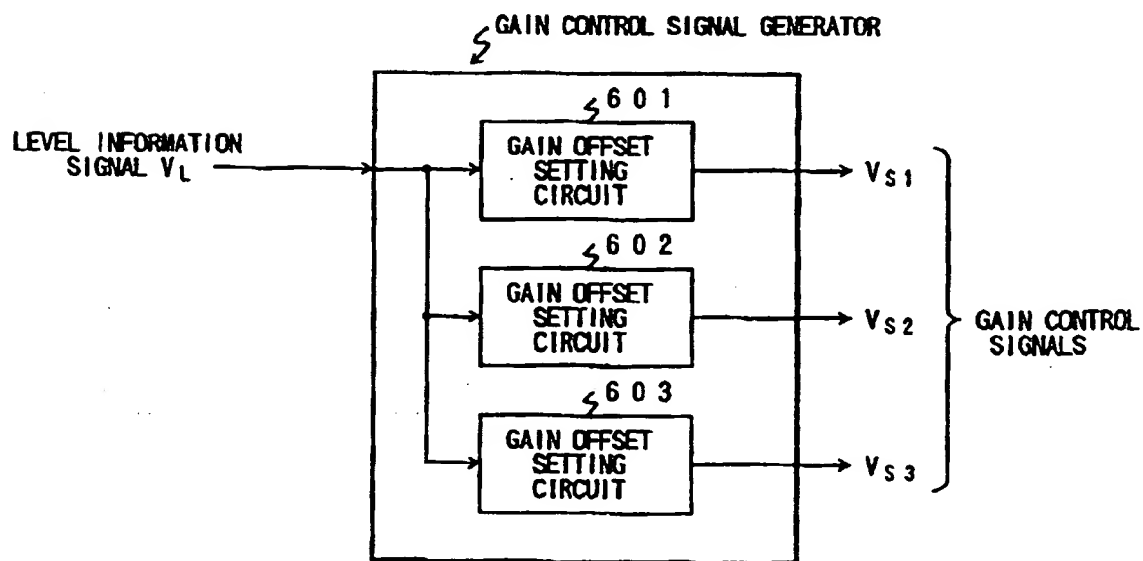 GAIN CONTROL SIGNAL GENERATOR
601
LEVEL INFORMATION
SIGNAL VL
GAIN OFFSET
SETTING
CIRCUIT
VS1
602
GAIN OFFSET
SETTING
CIRCUIT
VS2
GAIN CONTROL
SIGNALS
603
GAIN OFFSET
SETTING
CIRCUIT
VS3